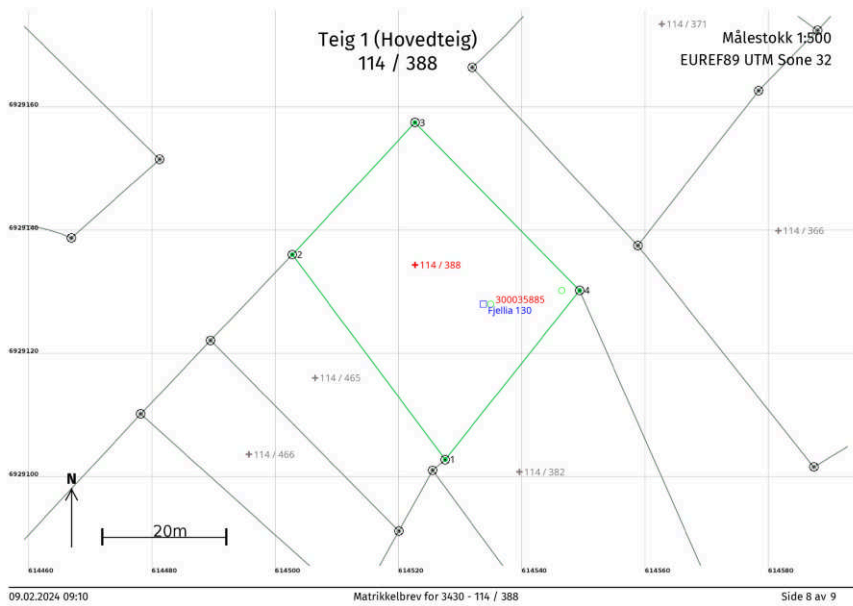 Teig 1 (Hovedteig)
114 / 388
Målestokk 1:500
EUREF89 UTM Sone 32
114 / 371
6929160
3
114 / 366
6929140
2
114 / 388
4
300035885
Fjellia 130
6929120
114 / 465
114 / 466
1
114 / 382
6929100
N
20m
614460
614480
614500
614520
614540
614560
614580
09.02.2024 09:10
Matrikkelbrev for 3430 - 114 / 388
Side 8 av 9